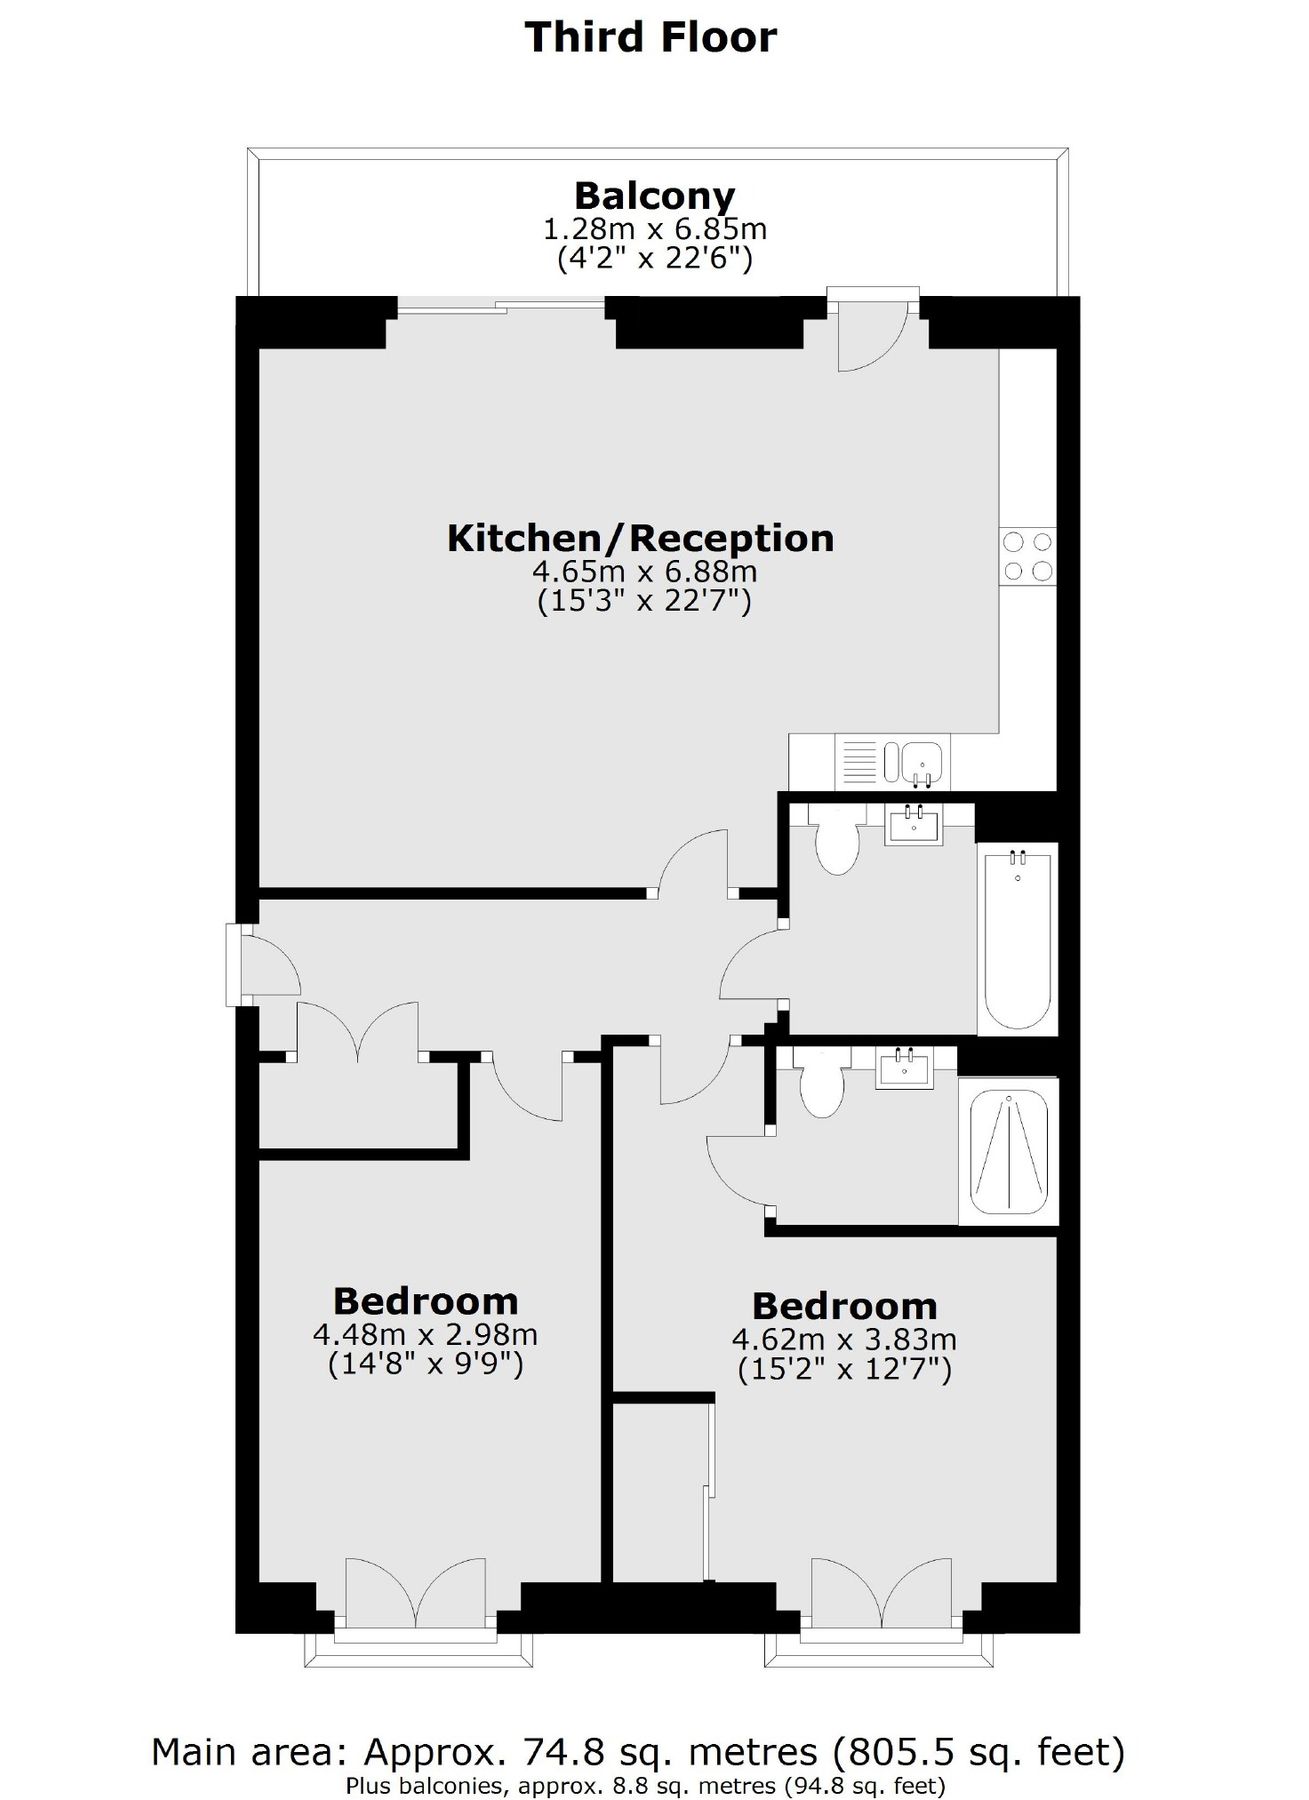 Third Floor
Balcony
1.28m x 6.85m
(4'2" x 22'6")
Kitchen/Reception
4.65m x 6.88m
(15'3" x 22'7")
Bedroom
4.48m x 2.98m
(14'8" x 9'9")
Bedroom
4.62m x 3.83m
(15'2" x 12'7")
Main area: Approx. 74.8 sq. metres (805.5 sq. feet)
Plus balconies, approx. 8.8 sq. metres (94.8 sq. feet)